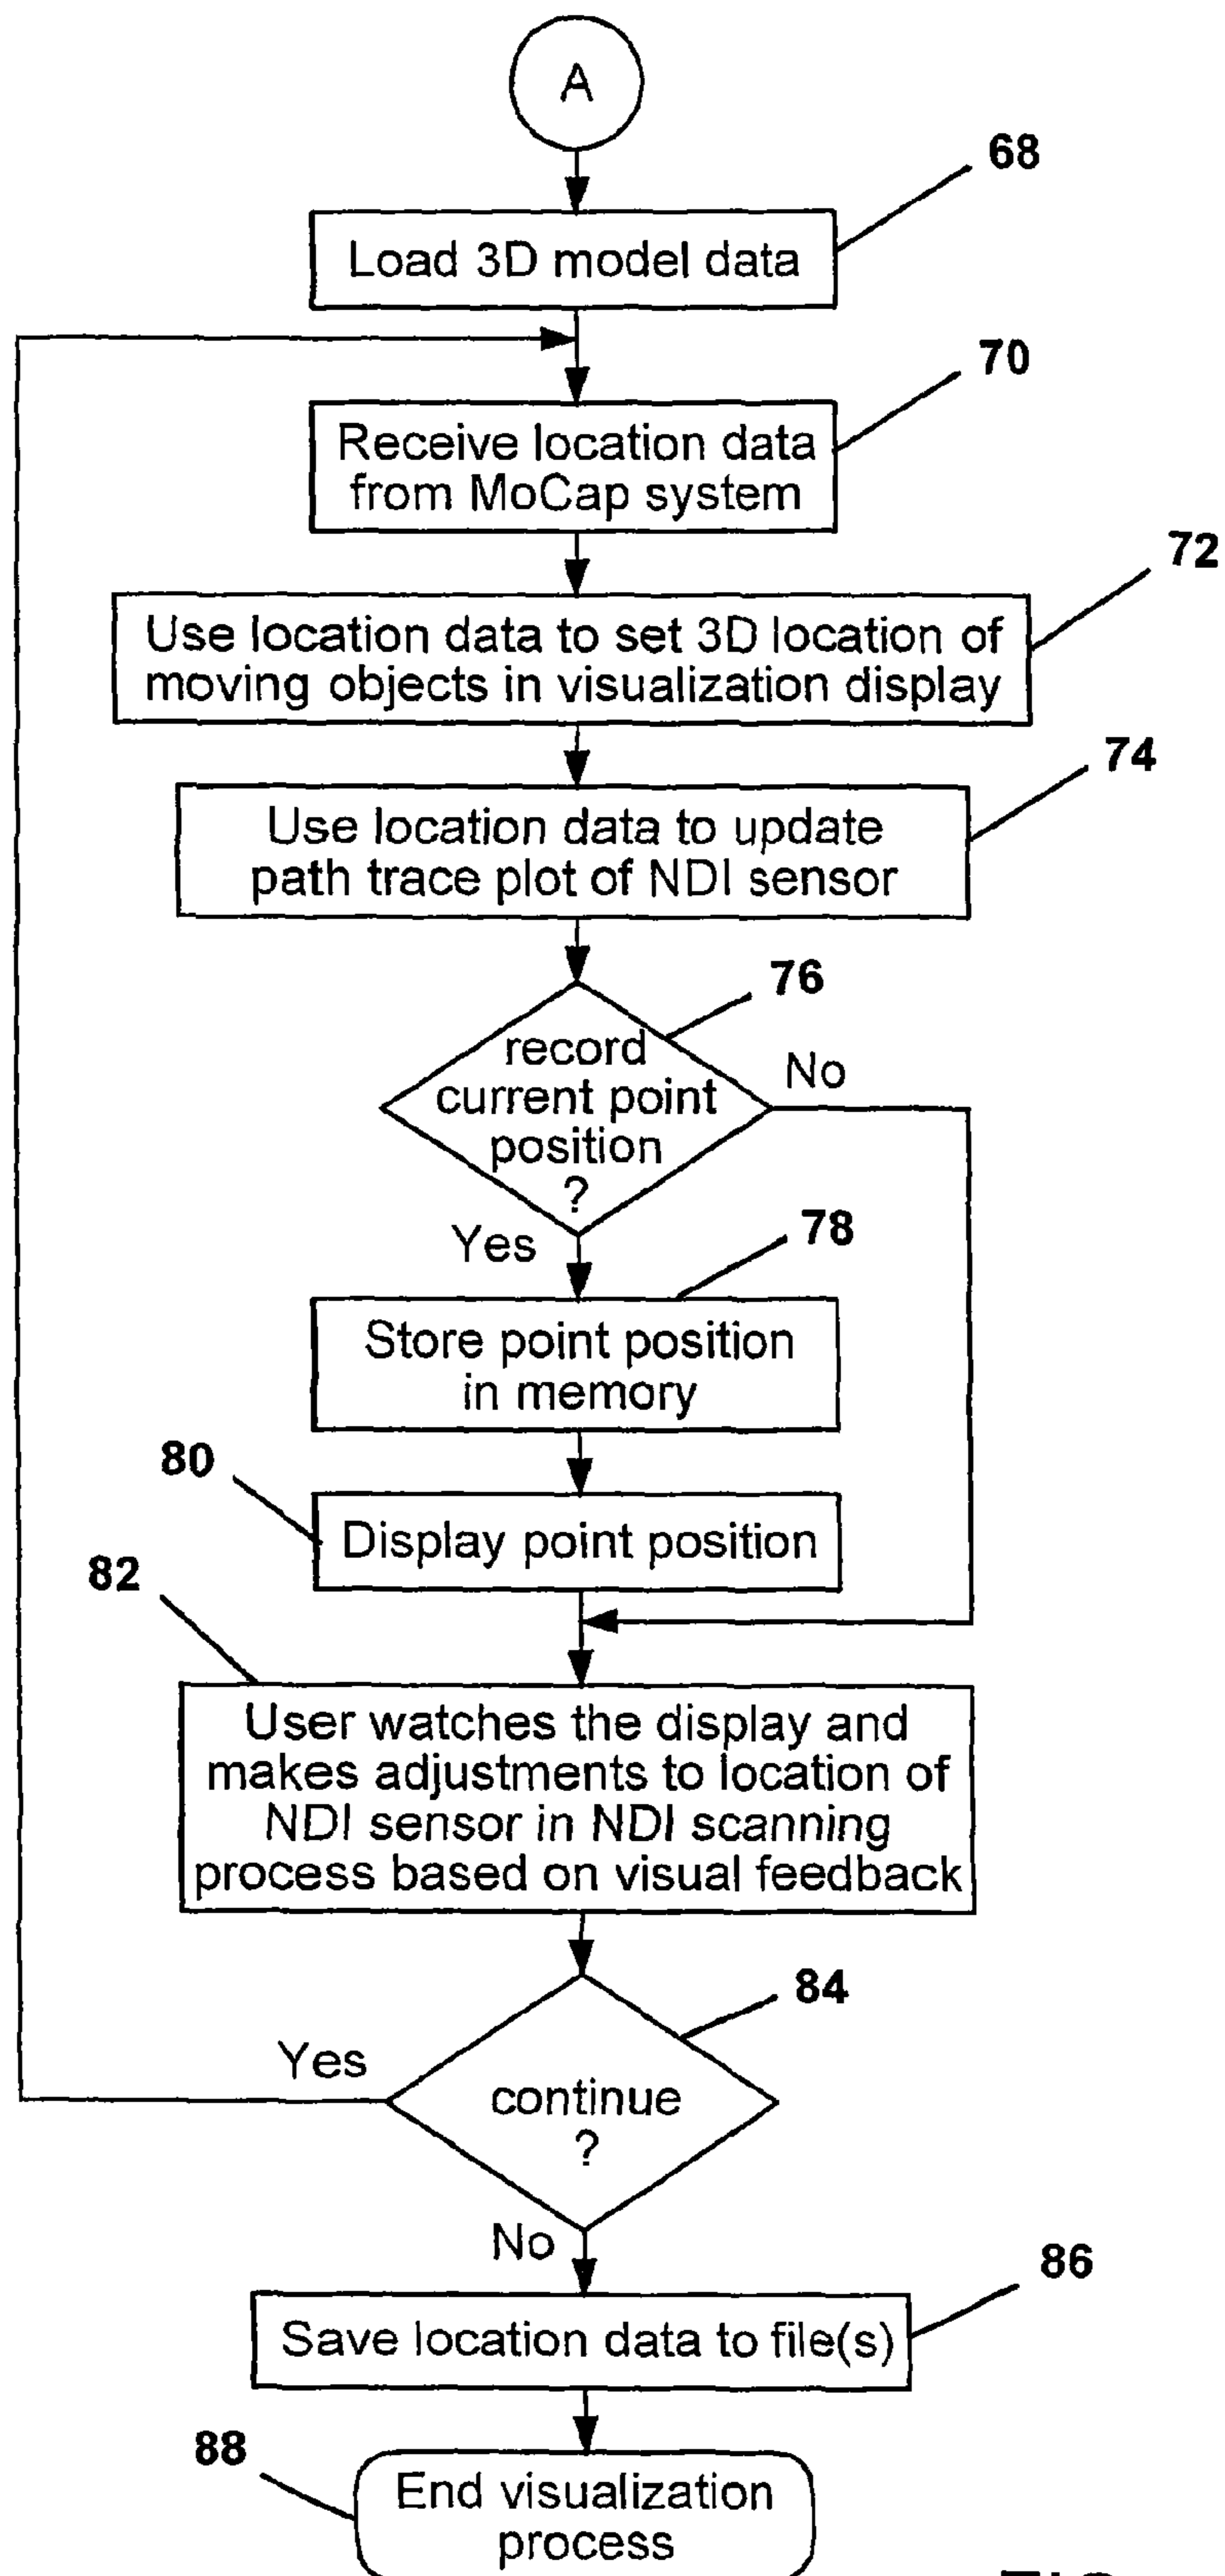 A
68
Load 3D model data
70
Receive location data
from MoCap system
72
Use location data to set 3D location of
moving objects in visualization display
74
Use location data to update
path trace plot of NDI sensor
76
record
current point
position
?
No
Yes
78
Store point position
in memory
80
Display point position
82
User watches the display and
makes adjustments to location of
NDI sensor in NDI scanning
process based on visual feedback
84
Yes
continue
?
No
86
Save location data to file(s)
88
End visualization
process